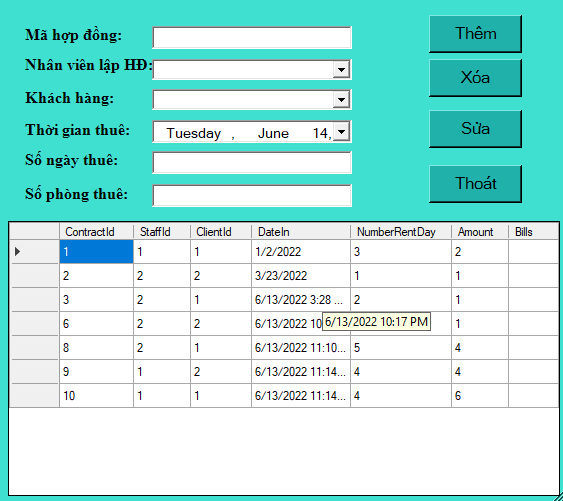 Mã hợp đồng:
Thêm
Nhân viên lập HĐ:
Xóa
Khách hàng:
Thời gian thuê: Tuesday , June 14,
Sửa
Số ngày thuê:
Số phòng thuê:
Thoát
ContractId StaffId ClientId DateIn NumberRentDay Amount Bills
1 1 1 1/2/2022 3 2
2 2 2 3/23/2022 1 1
3 2 1 6/13/2022 3:28 ... 2 1
6 2 2 6/13/2022 10 6/13/2022 10:17 PM 1
8 2 1 6/13/2022 11:10... 5 4
9 1 2 6/13/2022 11:14... 4 4
10 1 1 6/13/2022 11:14... 4 6